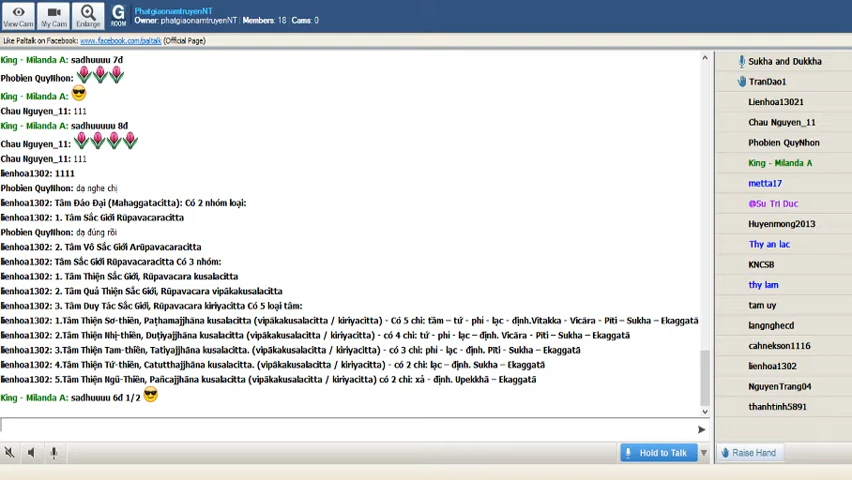 View Cam
My Cam
Enlarge
G
ROOM
PhatgiaonamtruyenNT
Owner: phatgiaonamtruyenNT | Members: 18 | Cams: 0
Like Paltalk on Facebook: www.facebook.com/paltalk (Official Page)
King - Milanda A: sadhuuuu 7d
Phobien QuyNhon:
King - Milanda A:
Chau Nguyen_11: 111
King - Milanda A: sadhuuuuu 8d
Chau Nguyen_11:
Chau Nguyen_11: 111
lienhoa1302: 1111
Phobien QuyNhon: dạ nghe chị
lienhoa1302: Tâm Đáo Đại (Mahaggatacitta): Có 2 nhóm loại:
lienhoa1302: 1. Tâm Sắc Giới Rūpavacaracitta
Phobien QuyNhon: dạ đúng rồi
lienhoa1302: 2. Tâm Vô Sắc Giới Arūpavacaracitta
lienhoa1302: Tâm Sắc Giới Rūpavacaracitta Có 3 nhóm:
lienhoa1302: 1. Tâm Thiện Sắc Giới, Rūpavacara kusalacitta
lienhoa1302: 2. Tâm Quả Thiện Sắc Giới, Rūpavacara vipākacitta
lienhoa1302: 3. Tâm Duy Tác Sắc Giới, Rūpavacara kiriyacitta Có 5 loại tâm:
lienhoa1302: 1.Tâm Thiện Sơ-thiền, Paṭhamajjhāna kusalacitta (vipākakusalacitta / kiriyacitta) - Có 5 chi: tầm – tứ - phỉ - lạc – định.Vitakka - Vicāra - Pīti – Sukha – Ekaggatā
lienhoa1302: 2.Tâm Thiện Nhị-thiền, Duṭiyajjhāna kusalacitta (vipākakusalacitta / kiriyacitta) - có 4 chi: tứ - phỉ - lạc – định. Vicāra - Pīti – Sukha – Ekaggatā
lienhoa1302: 3.Tâm Thiện Tam-thiền, Tatiyajjhāna kusalacitta. (vipākakusalacitta / kiriyacitta) - có 3 chi: phỉ - lạc - định. Pīti - Sukha – Ekaggatā
lienhoa1302: 4.Tâm Thiện Tứ-thiền, Catutthajjhāna kusalacitta. (vipākakusalacitta / kiriyacitta) - có 2 chi: lạc – định. Sukha – Ekaggatā
lienhoa1302: 5.Tâm Thiện Ngũ-Thiền, Pañcajjhāna kusalacitta (vipākakusalacitta / kiriyacitta) có 2 chi: xả - định. Upekkhā – Ekaggatā
King - Milanda A: sadhuuuu 6d 1/2
Hold to Talk
Sukha and Dukkha
TranDao1
Lienhoa13021
Chau Nguyen_11
Phobien QuyNhon
King - Milanda A
metta17
@Su Tri Duc
Huyenmong2013
Thy an lac
KNCSB
thy lam
tam uy
langnghecd
cahnekson1116
lienhoa1302
NguyenTrang04
thanhtinh5891
Raise Hand